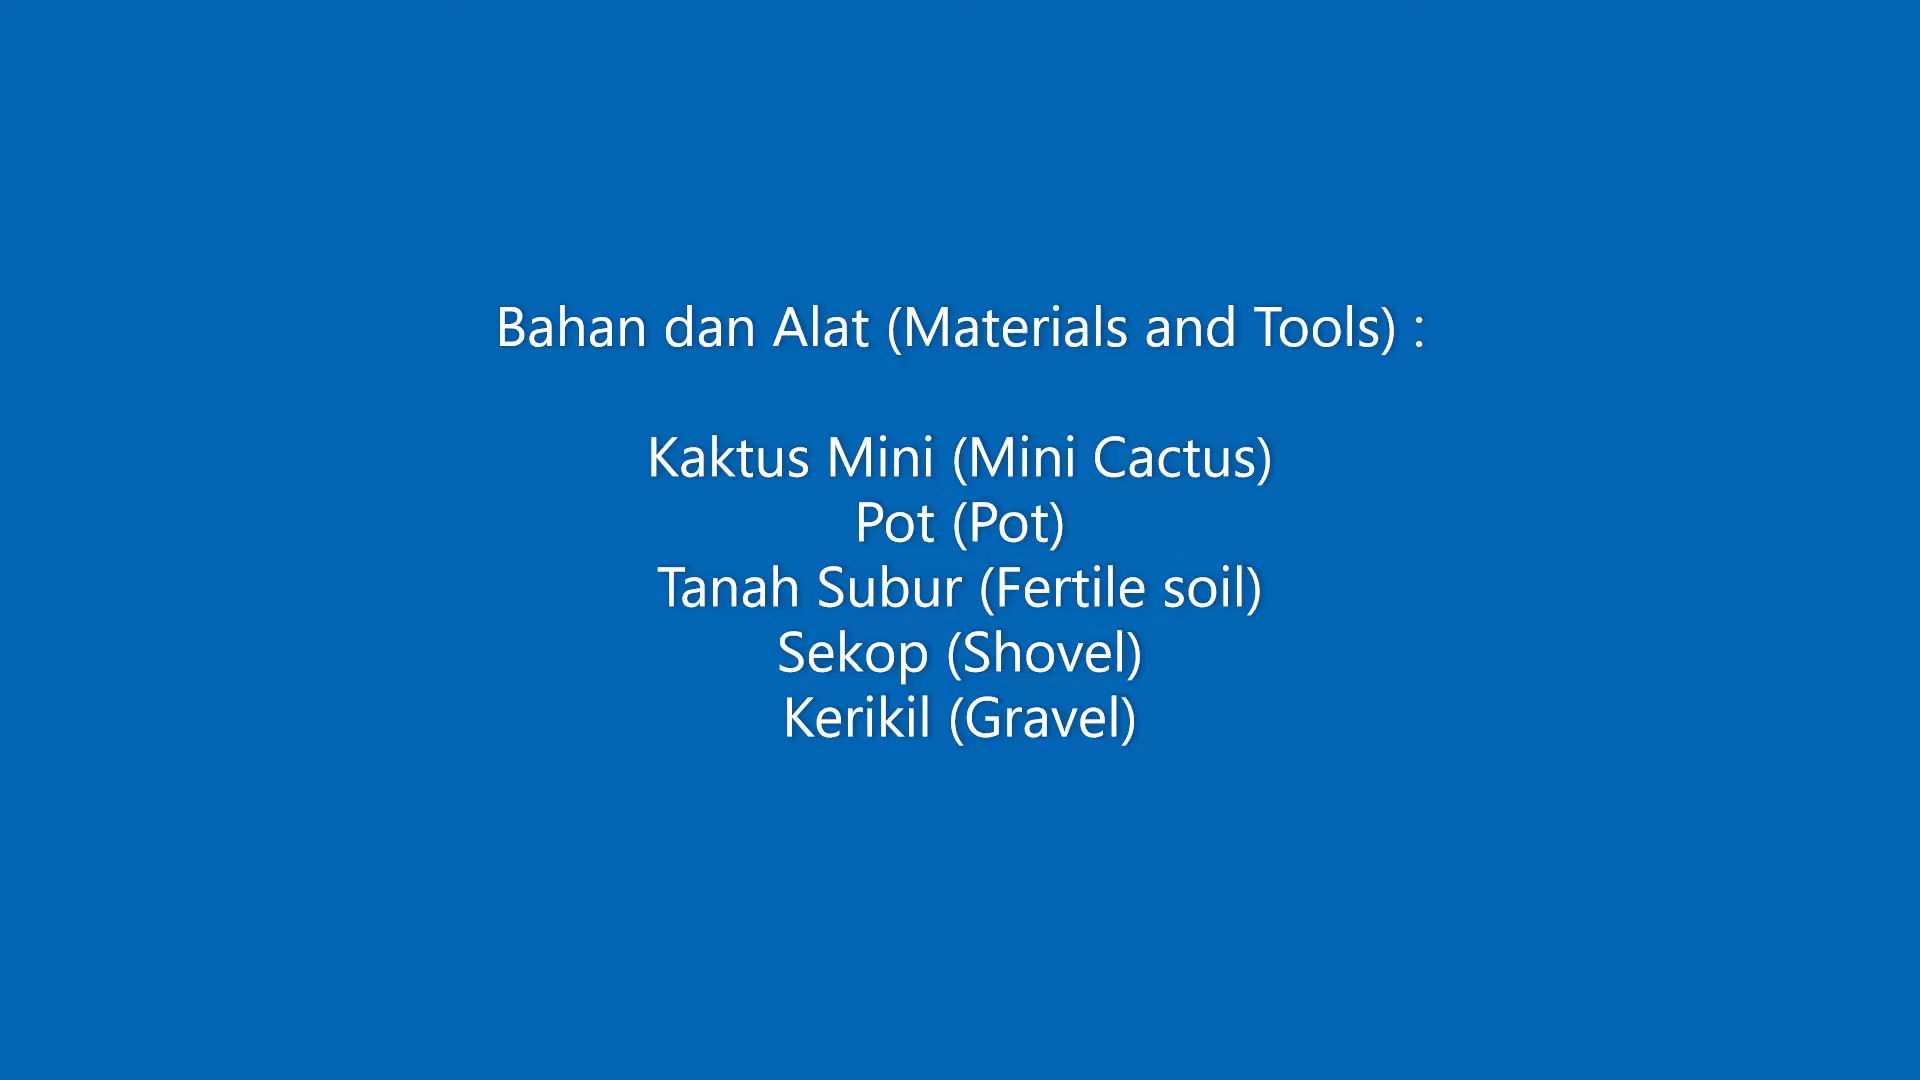 Bahan dan Alat (Materials and Tools) :
Kaktus Mini (Mini Cactus)
Pot (Pot)
Tanah Subur (Fertile soil)
Sekop (Shovel)
Kerikil (Gravel)